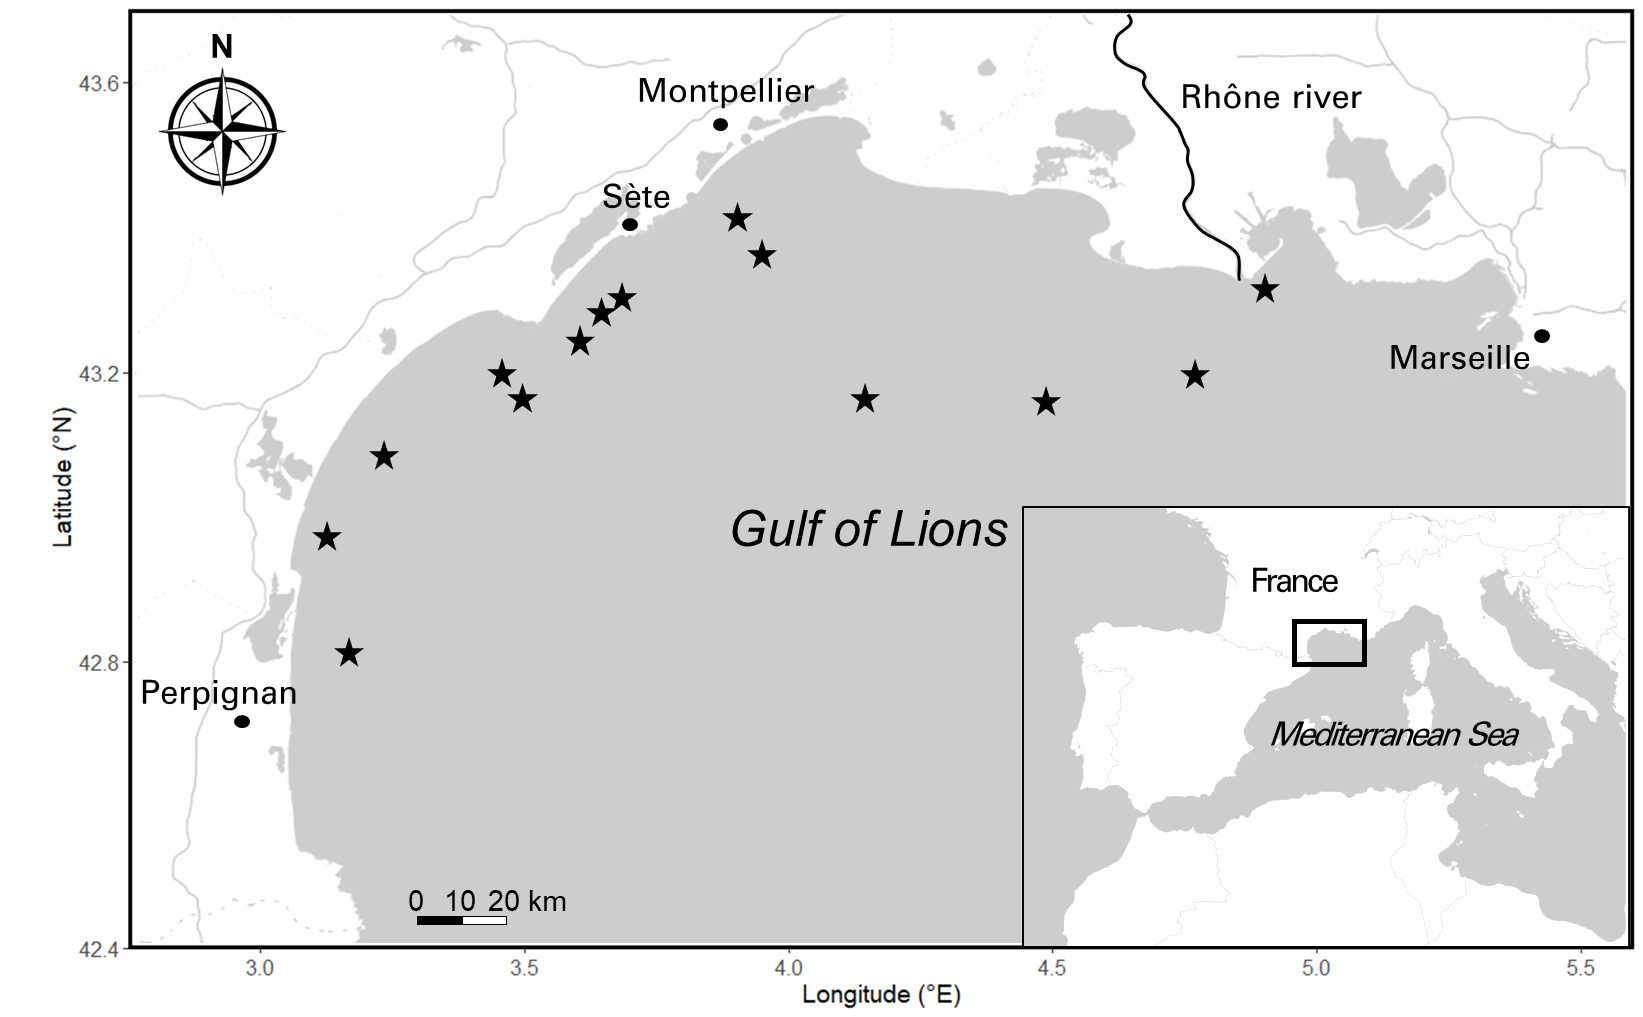 N
Montpellier
43.6
Rhône river
Sète
Marseille
43.2
Latitude (°N)
Gulf of Lions
France
42.8
Perpignan
Mediterranean Sea
0 10 20 km
42.4
3.0 3.5 4.0 4.5 5.0 5.5
Longitude (°E)